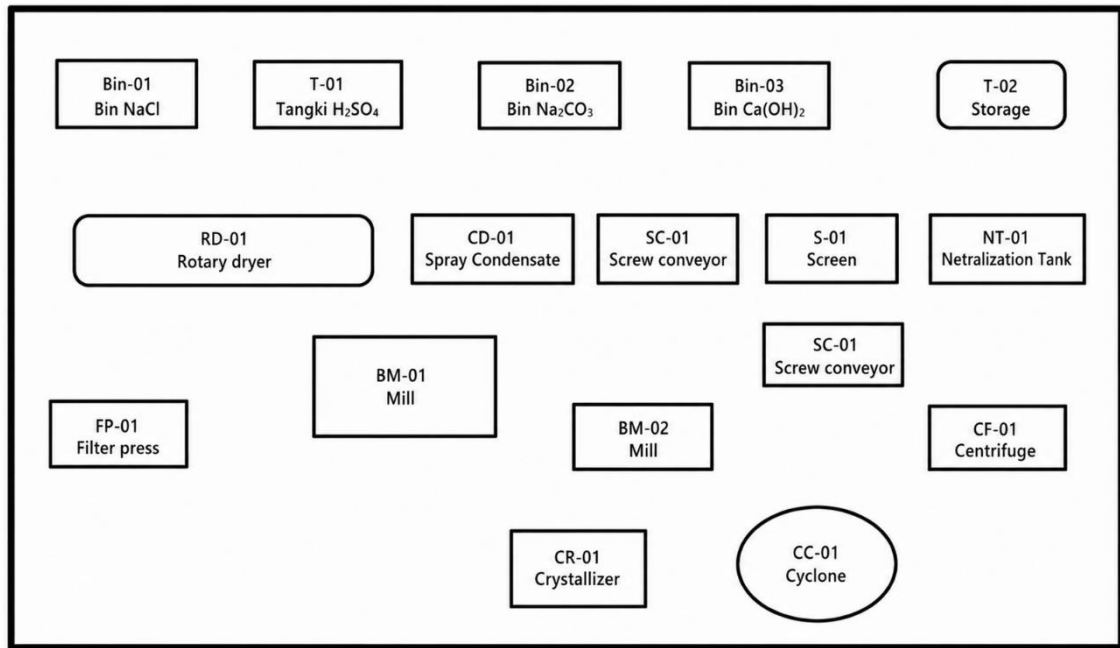 Bin-01
Bin NaCl
T-01
Tangki H₂SO₄
Bin-02
Bin Na₂CO₃
Bin-03
Bin Ca(OH)₂
T-02
Storage
RD-01
Rotary dryer
CD-01
Spray Condensate
SC-01
Screw conveyor
S-01
Screen
NT-01
Netralization Tank
SC-01
Screw conveyor
BM-01
Mill
FP-01
Filter press
BM-02
Mill
CF-01
Centrifuge
CR-01
Crystallizer
CC-01
Cyclone